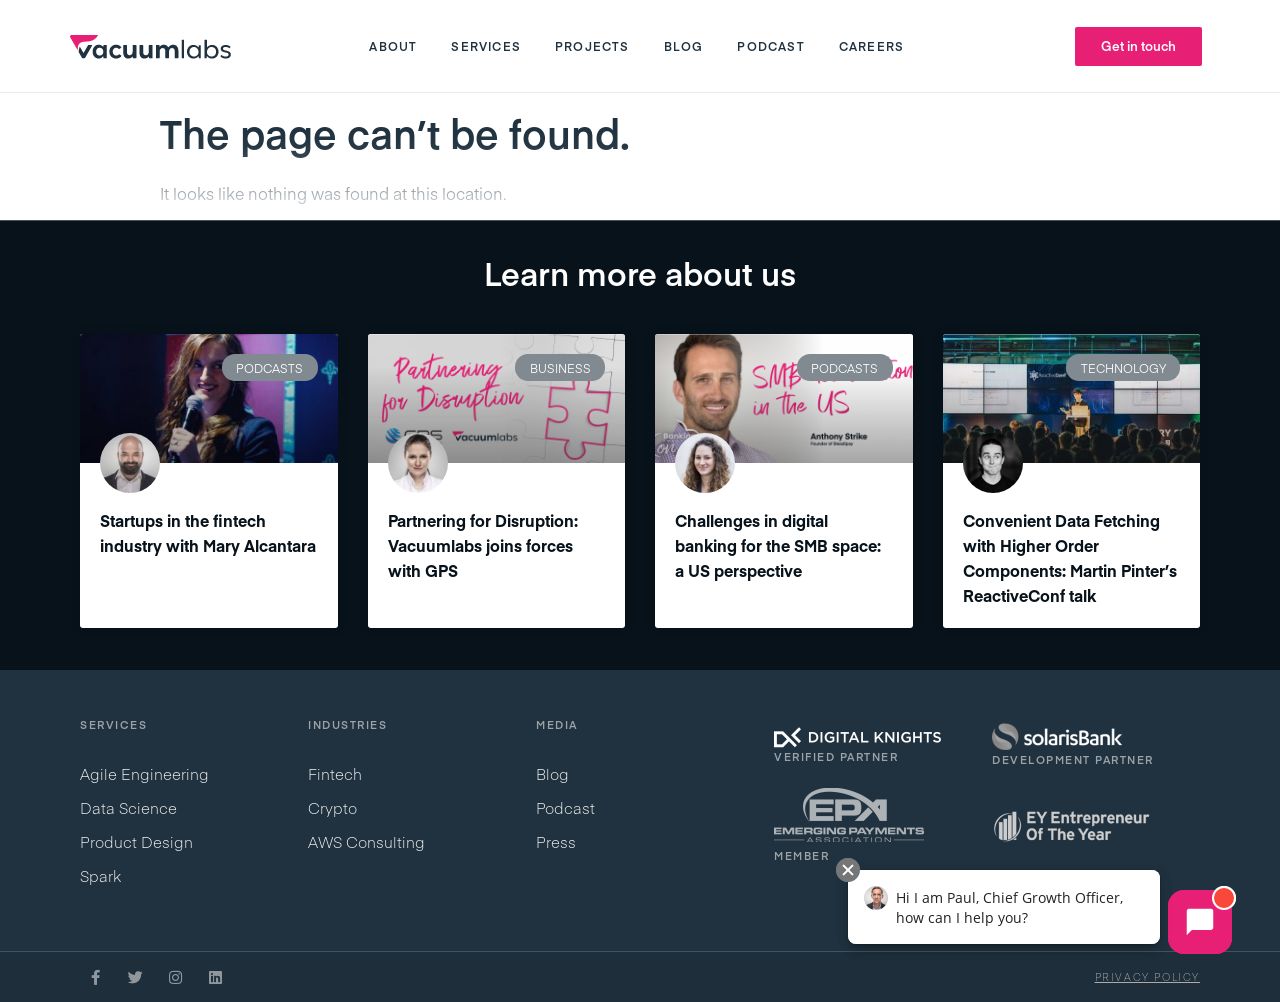 vacuumlabs
ABOUT
SERVICES
PROJECTS
BLOG
PODCAST
CAREERS
Get in touch
The page can’t be found.
It looks like nothing was found at this location.
Learn more about us
PODCASTS
Startups in the fintech
industry with Mary Alcantara
Partnering
for Disruption
BUSINESS
GPS
vacuumlabs
Partnering for Disruption:
Vacuumlabs joins forces
with GPS
SMB
in the US
PODCASTS
Banking
Anthony Strike
Challenges in digital
banking for the SMB space:
a US perspective
TECHNOLOGY
Convenient Data Fetching
with Higher Order
Components: Martin Pinter’s
ReactiveConf talk
SERVICES
Agile Engineering
Data Science
Product Design
Spark
INDUSTRIES
Fintech
Crypto
AWS Consulting
MEDIA
Blog
Podcast
Press
DIGITAL KNIGHTS
VERIFIED PARTNER
solarisBank
DEVELOPMENT PARTNER
EPA
EMERGING PAYMENTS
ASSOCIATION
MEMBER
EY Entrepreneur
Of The Year
Hi I am Paul, Chief Growth Officer,
how can I help you?
PRIVACY POLICY